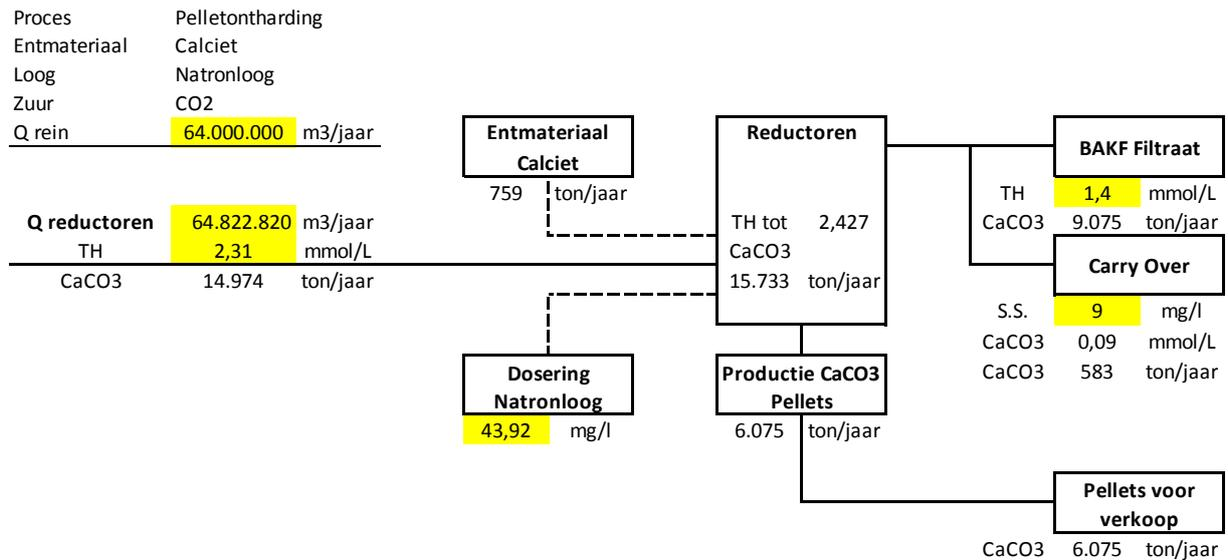 Proces Pelletontharding
Entmateriaal Calciet
Loog Natronloog
Zuur CO2
Q rein 64.000.000 m3/jaar
Entmateriaal
Calciet
759 ton/jaar
Reductoren
TH tot 2,427
CaCO3
15.733 ton/jaar
BAKF Filtraat
TH 1,4 mmol/L
CaCO3 9.075 ton/jaar
Q reductoren 64.822.820 m3/jaar
TH 2,31 mmol/L
CaCO3 14.974 ton/jaar
Carry Over
S.S. 9 mg/l
CaCO3 0,09 mmol/L
CaCO3 583 ton/jaar
Dosering
Natronloog
43,92 mg/l
Productie CaCO3
Pellets
6.075 ton/jaar
Pellets voor
verkoop
CaCO3 6.075 ton/jaar